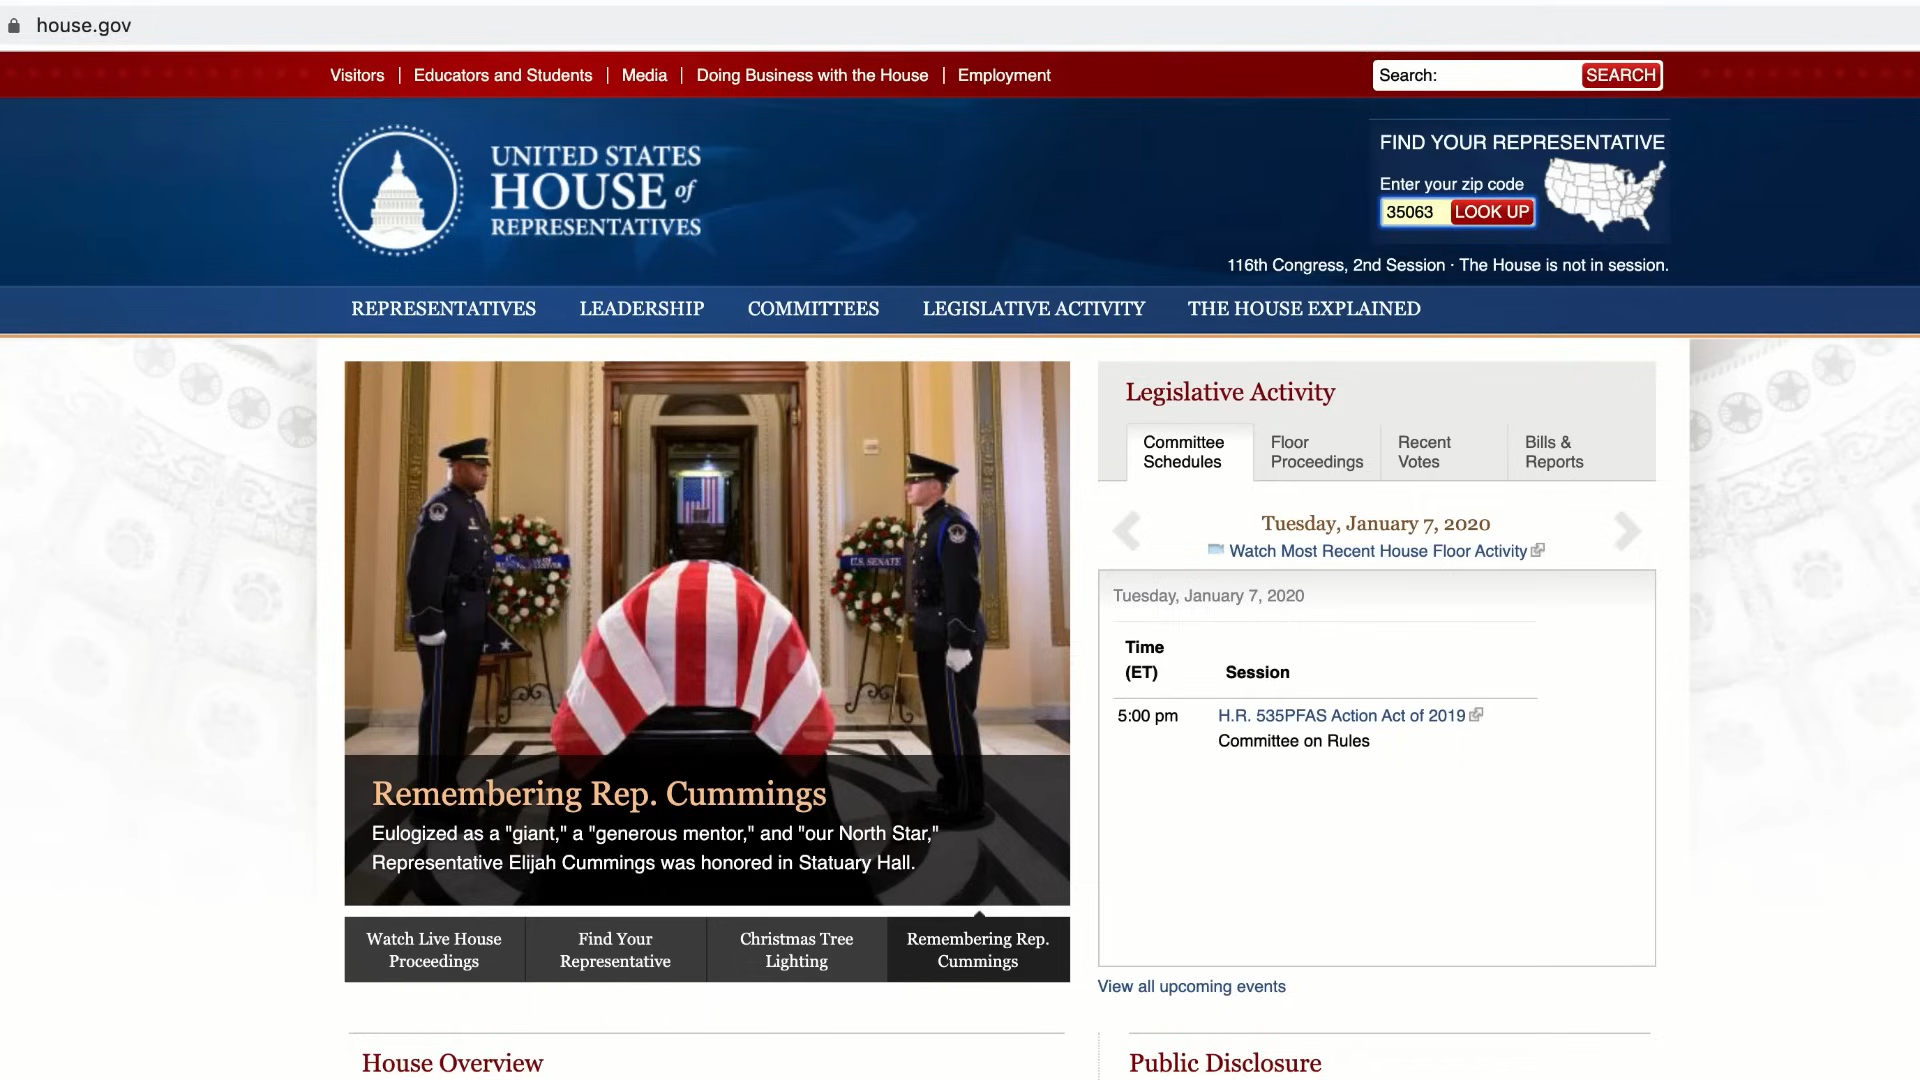 house.gov
Visitors | Educators and Students | Media | Doing Business with the House | Employment
Search: SEARCH
UNITED STATES
HOUSE of
REPRESENTATIVES
FIND YOUR REPRESENTATIVE
Enter your zip code
35063 LOOK UP
116th Congress, 2nd Session · The House is not in session.
REPRESENTATIVES LEADERSHIP COMMITTEES LEGISLATIVE ACTIVITY THE HOUSE EXPLAINED
U.S. SENATE
Remembering Rep. Cummings
Eulogized as a "giant," a "generous mentor," and "our North Star,"
Representative Elijah Cummings was honored in Statuary Hall.
Watch Live House
Proceedings
Find Your
Representative
Christmas Tree
Lighting
Remembering Rep.
Cummings
Legislative Activity
Committee
Schedules
Floor
Proceedings
Recent
Votes
Bills &
Reports
Tuesday, January 7, 2020
Watch Most Recent House Floor Activity
Tuesday, January 7, 2020
Time
(ET) Session
5:00 pm H.R. 535PFAS Action Act of 2019
Committee on Rules
View all upcoming events
House Overview
Public Disclosure